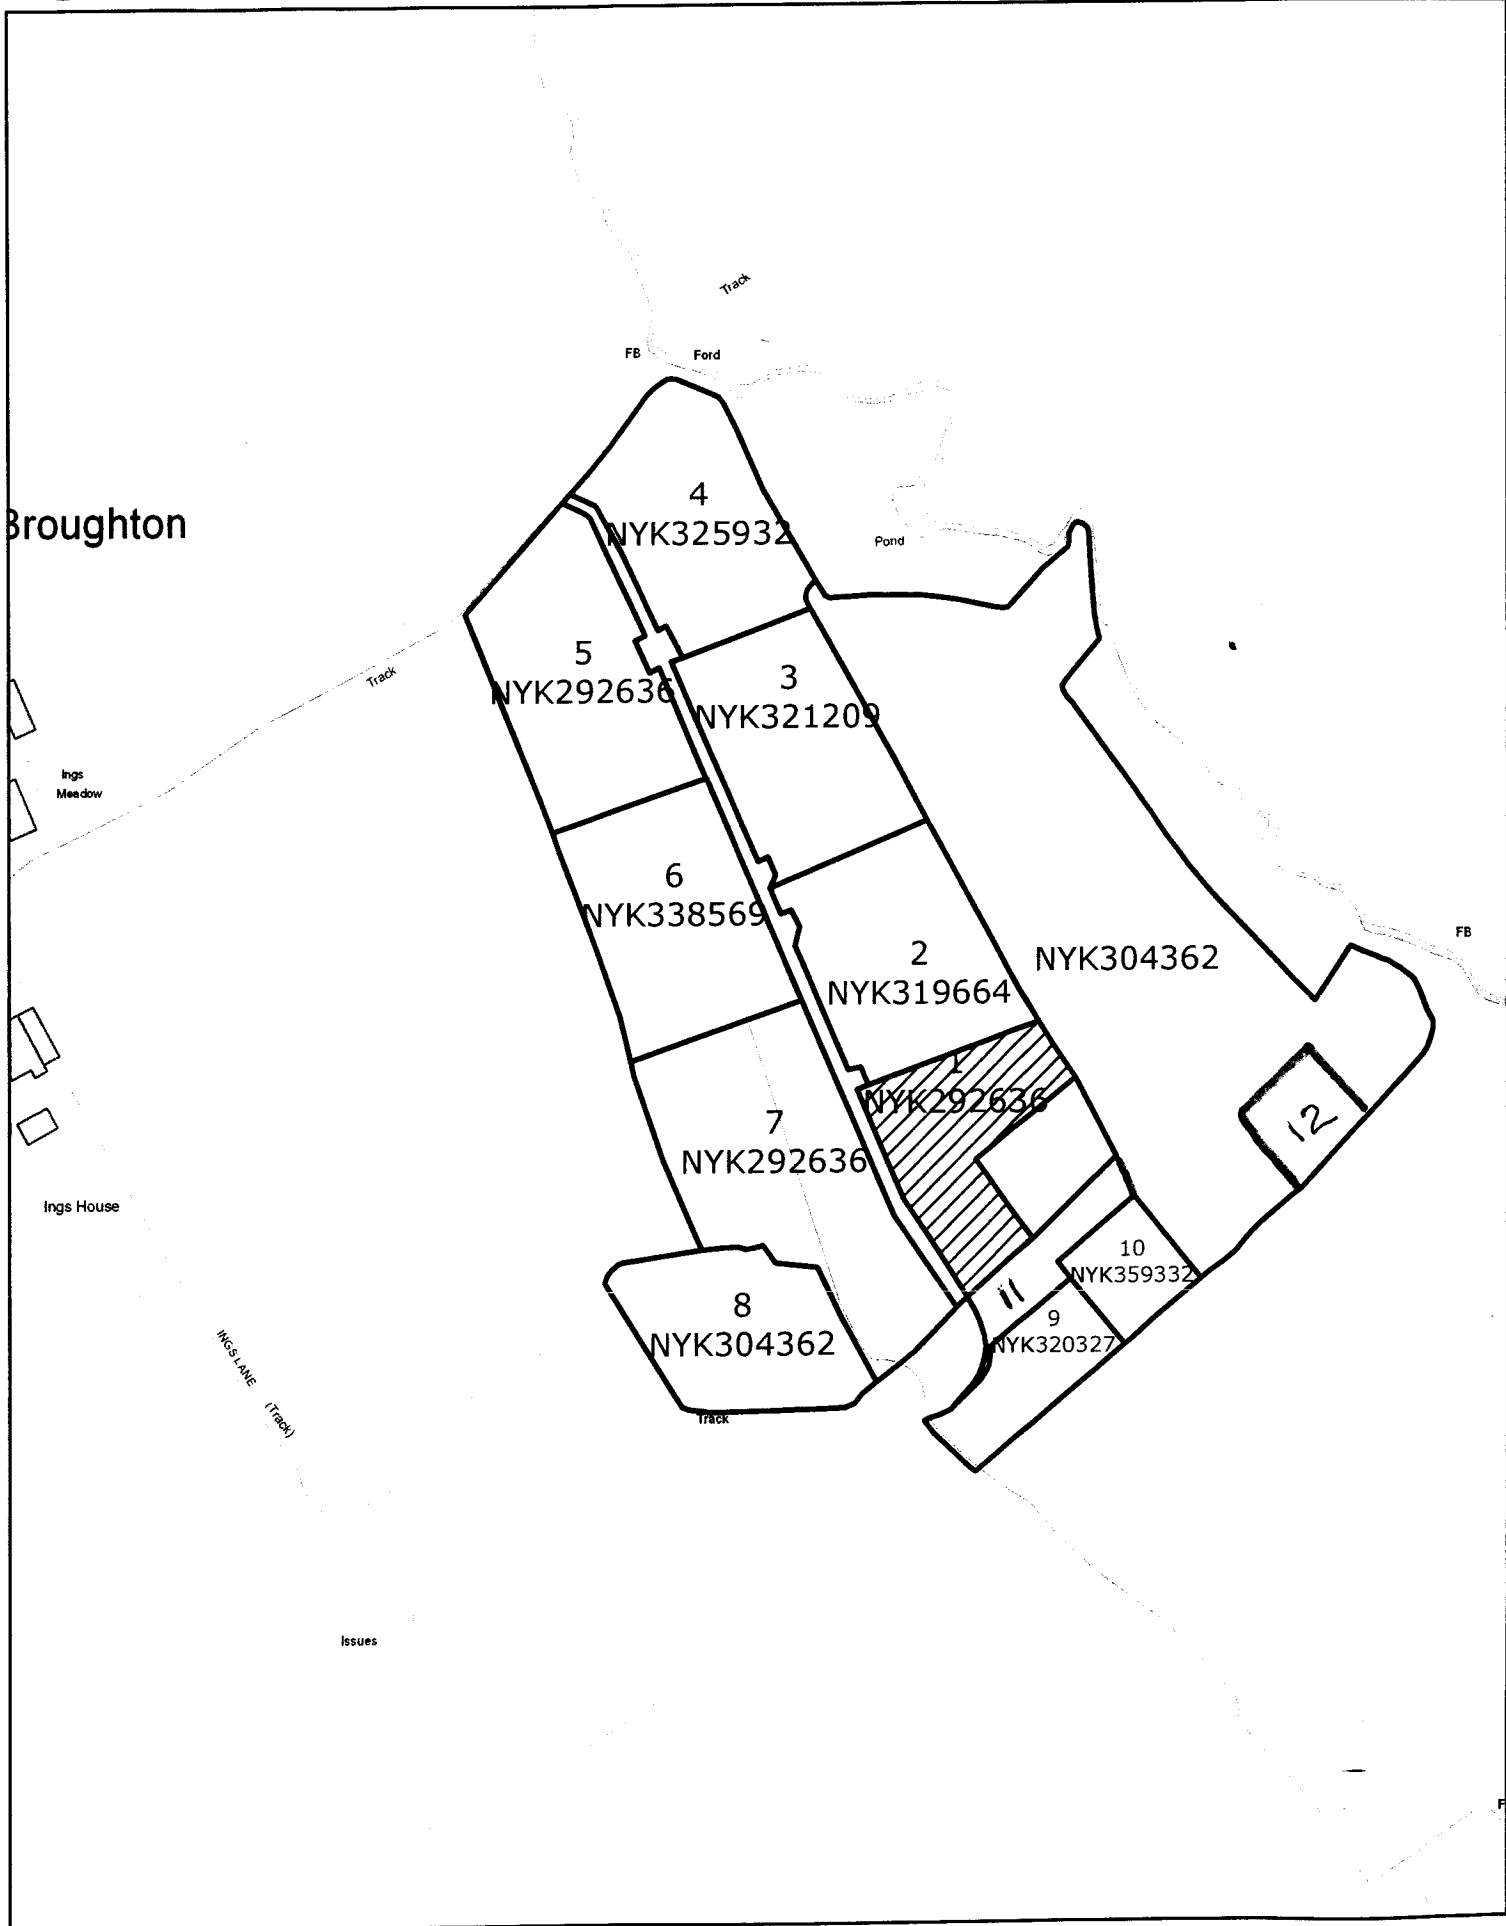 Track
FB
Ford
4
NYK325932
Broughton
Pond
5
NYK292636
3
NYK321209
Track
Ings
Meadow
6
NYK338569
FB
2
NYK319664
NYK304362
1
NYK292636
7
NYK292636
12
Ings House
10
NYK359332
11
8
NYK304362
9
NYK320327
INGS LANE (Track)
Track
Issues
F